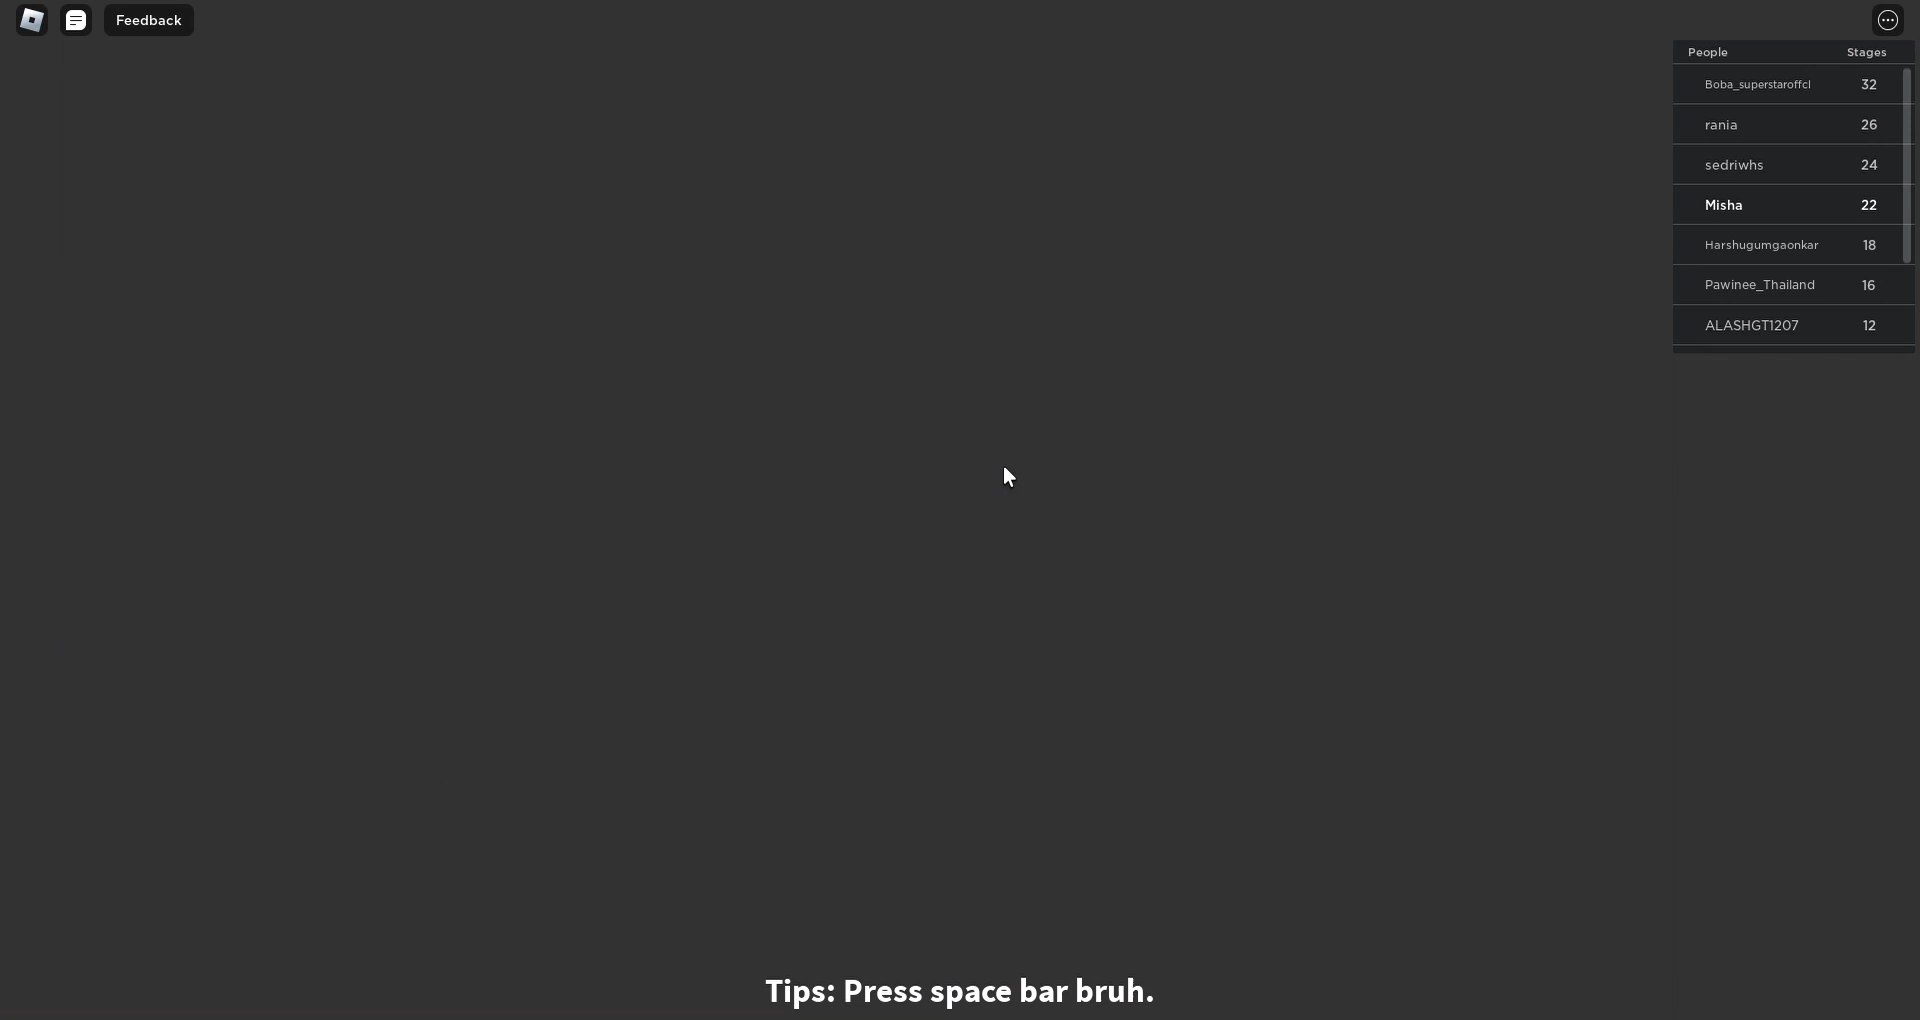 Feedback
People Stages
Boba_superstaroffcl 32
rania 26
sedriwhs 24
Misha 22
Harshugumgaonkar 18
Pawinee_Thailand 16
ALASHGT1207 12
Tips: Press space bar bruh.